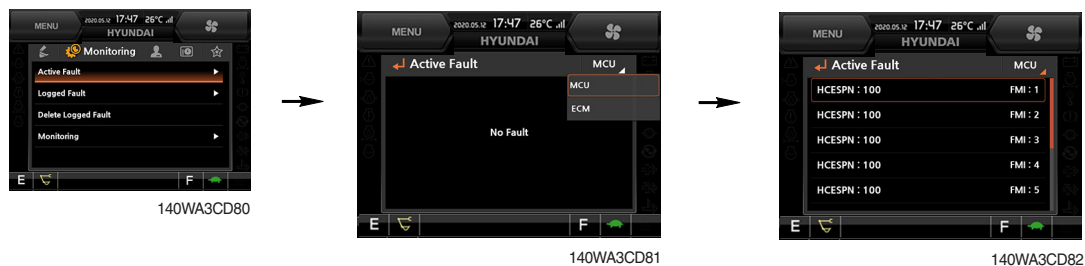 MENU
2020.05.12 17:47 26°C
HYUNDAI
Monitoring
Active Fault
Logged Fault
Delete Logged Fault
Monitoring
E F
140WA3CD80
MENU
2020.05.12 17:47 26°C
HYUNDAI
Active Fault MCU
MCU
ECM
No Fault
E F
140WA3CD81
MENU
2020.05.12 17:47 26°C
HYUNDAI
Active Fault MCU
HCESPN : 100 FMI : 1
HCESPN : 100 FMI : 2
HCESPN : 100 FMI : 3
HCESPN : 100 FMI : 4
HCESPN : 100 FMI : 5
E F
140WA3CD82